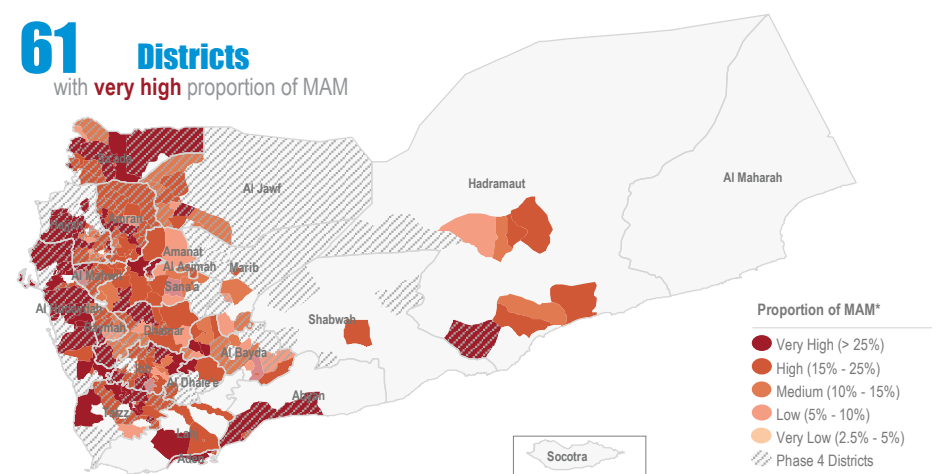 61 Districts
with very high proportion of MAM
Sa'ada
Al Jawf
Hadramaut
Al Maharah
Hajjah
Amran
Amanat
Al Asimah
Marib
Al Mahwit
Sana'a
Al Hudaydah
Shabwah
Raymah
Dhamar
Al Bayda
Ibb
Al Dhale'e
Abyan
Taizz
Lahj
Aden
Socotra
Proportion of MAM*
Very High (> 25%)
High (15% - 25%)
Medium (10% - 15%)
Low (5% - 10%)
Very Low (2.5% - 5%)
Phase 4 Districts